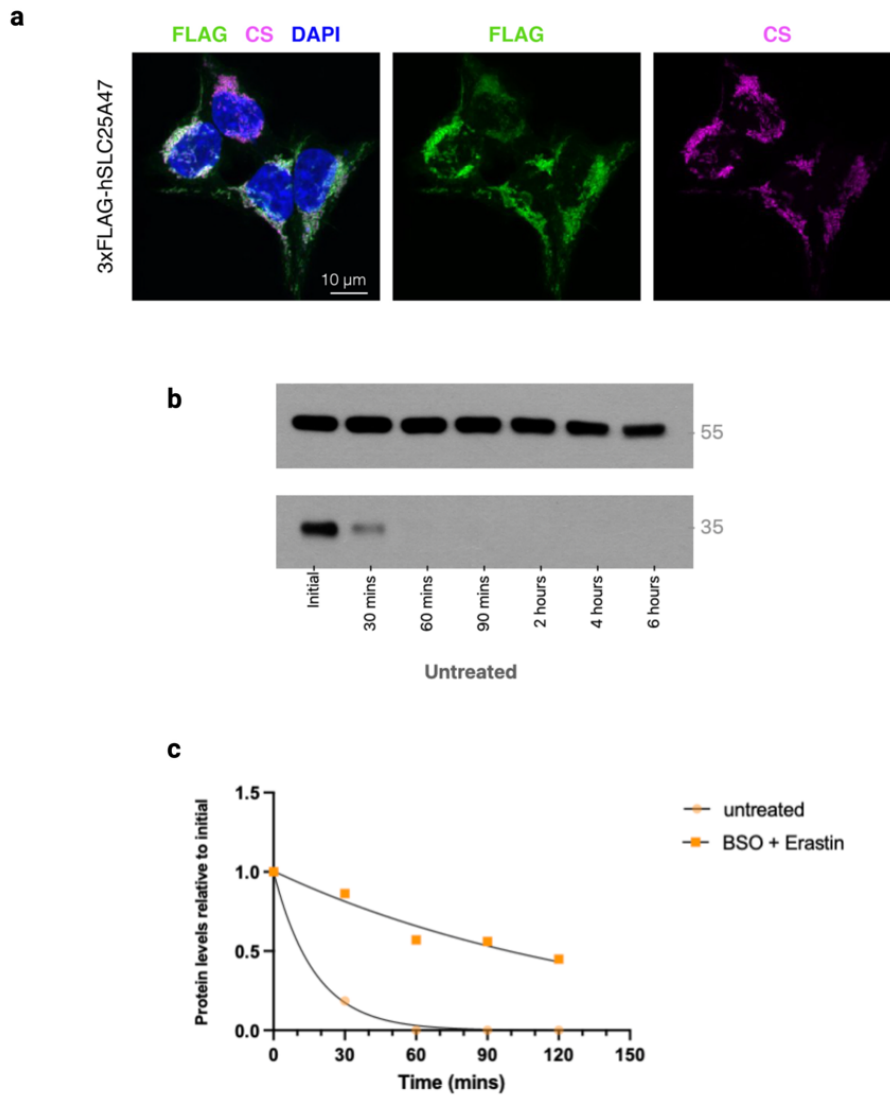 a
FLAG CS DAPI
FLAG
CS
3xFLAG-hSLC25A47
10 µm
b
55
35
Initial
30 mins
60 mins
90 mins
2 hours
4 hours
6 hours
Untreated
c
Protein levels relative to initial
1.5
1.0
0.5
0.0
0 30 60 90 120 150
Time (mins)
untreated
BSO + Erastin